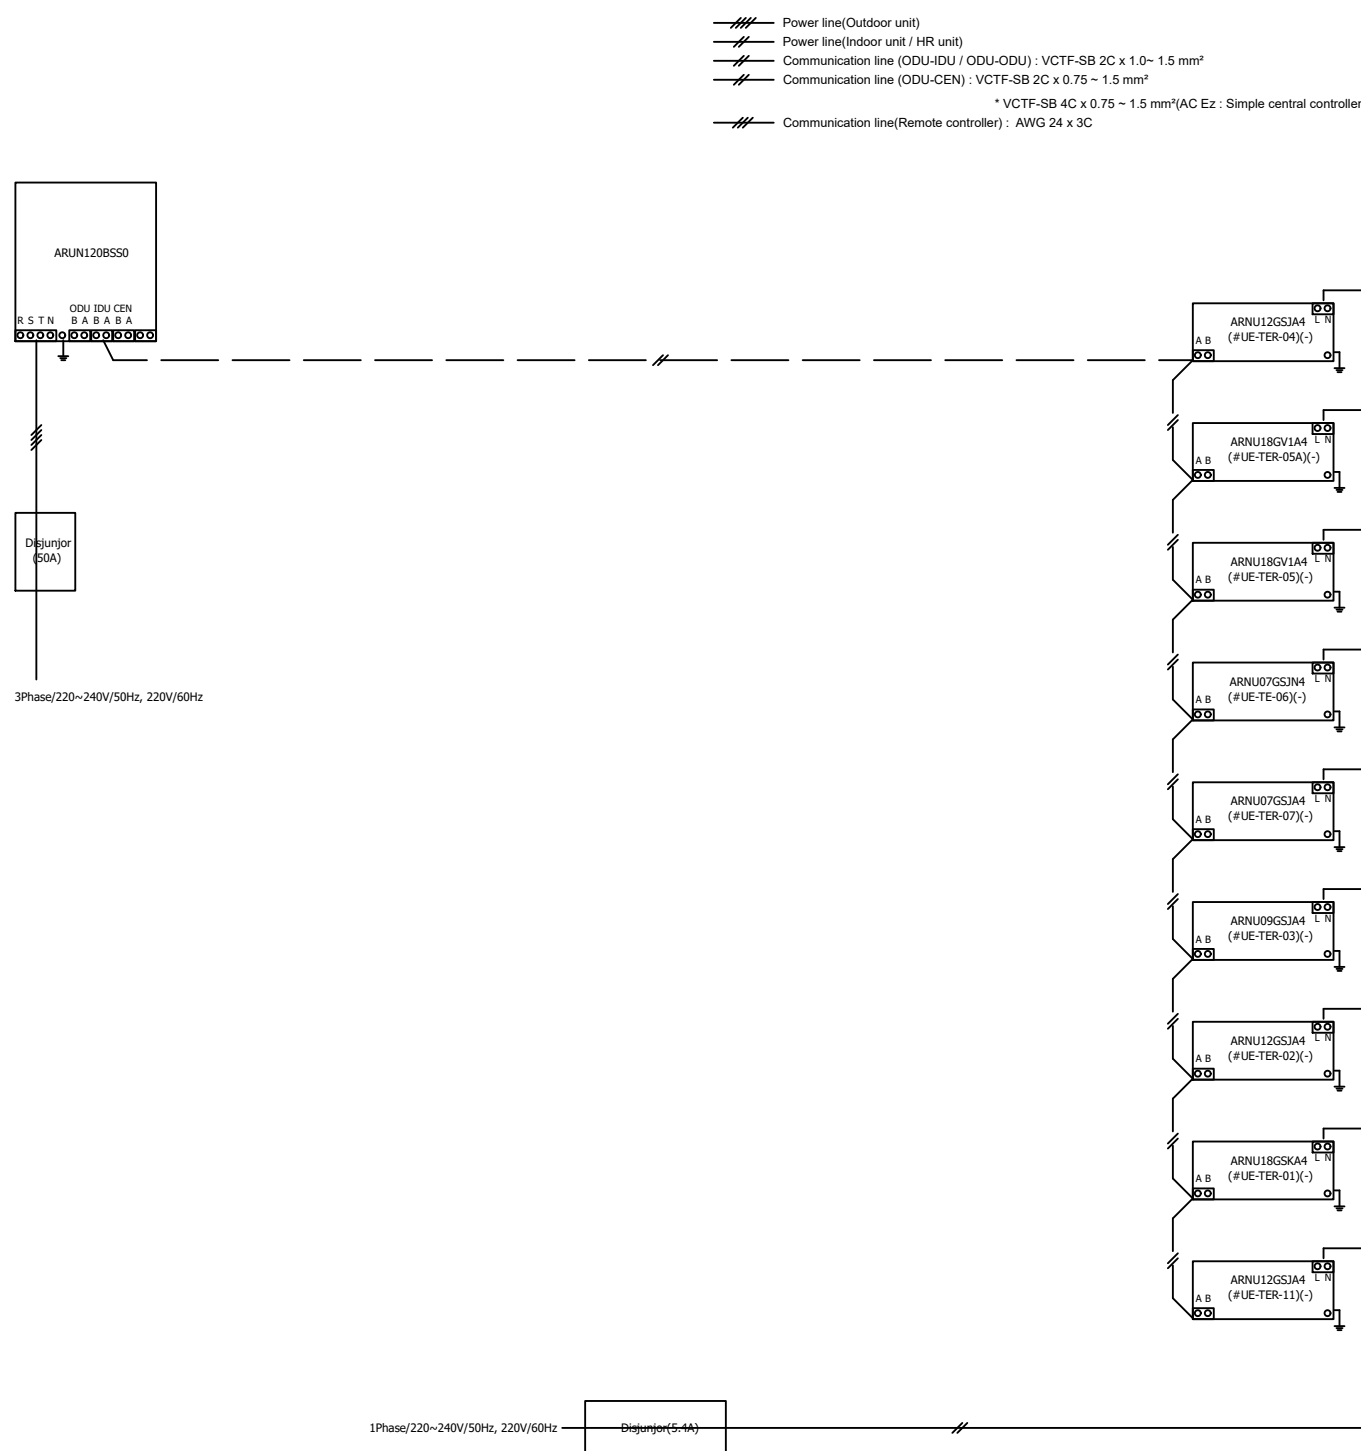 Power line(Outdoor unit)
Power line(Indoor unit / HR unit)
Communication line (ODU-IDU / ODU-ODU) : VCTF-SB 2C x 1.0~ 1.5 mm²
Communication line (ODU-CEN) : VCTF-SB 2C x 0.75 ~ 1.5 mm²
* VCTF-SB 4C x 0.75 ~ 1.5 mm²(AC Ez : Simple central controller
Communication line(Remote controller) : AWG 24 x 3C
ARUN120BSS0
ODU IDU CEN
R S T N B A B A B A
ARNU12GSJA4
(#UE-TER-04)(-)
L N
A B
ARNU18GV1A4
(#UE-TER-05A)(-)
L N
A B
Disjunjor
(50A)
ARNU18GV1A4
(#UE-TER-05)(-)
L N
A B
3Phase/220~240V/50Hz, 220V/60Hz
ARNU07GSJN4
(#UE-TE-06)(-)
L N
A B
ARNU07GSJA4
(#UE-TER-07)(-)
L N
A B
ARNU09GSJA4
(#UE-TER-03)(-)
L N
A B
ARNU12GSJA4
(#UE-TER-02)(-)
L N
A B
ARNU18GSKA4
(#UE-TER-01)(-)
L N
A B
ARNU12GSJA4
(#UE-TER-11)(-)
L N
A B
1Phase/220~240V/50Hz, 220V/60Hz
Disjunjor(5.4A)